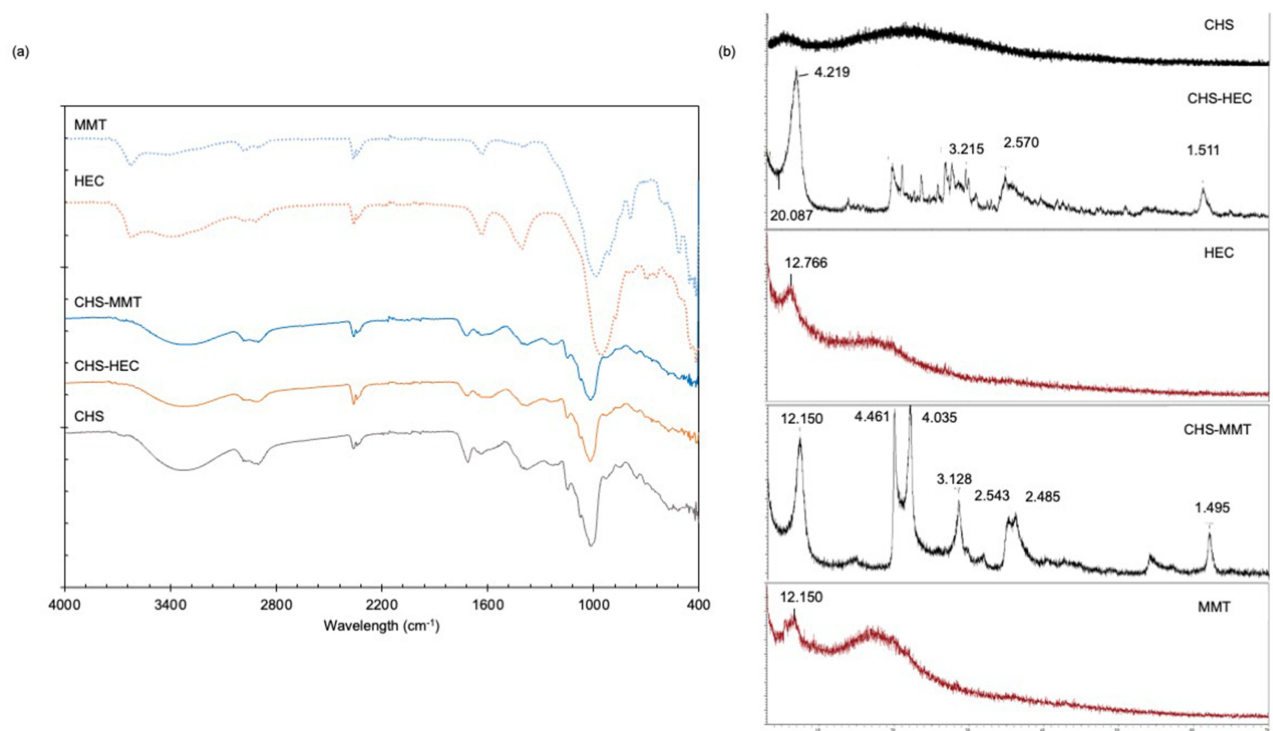 (a)
MMT
HEC
CHS-MMT
CHS-HEC
CHS
4000 3400 2800 2200 1600 1000 400
Wavelength (cm-1)
(b)
CHS
4.219
CHS-HEC
3.215
2.570
1.511
20.087
HEC
12.766
12.150
4.461
4.035
CHS-MMT
3.128
2.543
2.485
1.495
12.150
MMT